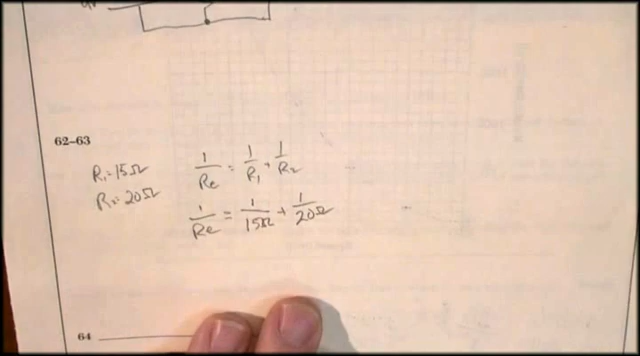 9V
62–63
R₁=15Ω
R₂=20Ω
1/Re = 1/R₁ + 1/R₂
1/Re = 1/15Ω + 1/20Ω
64